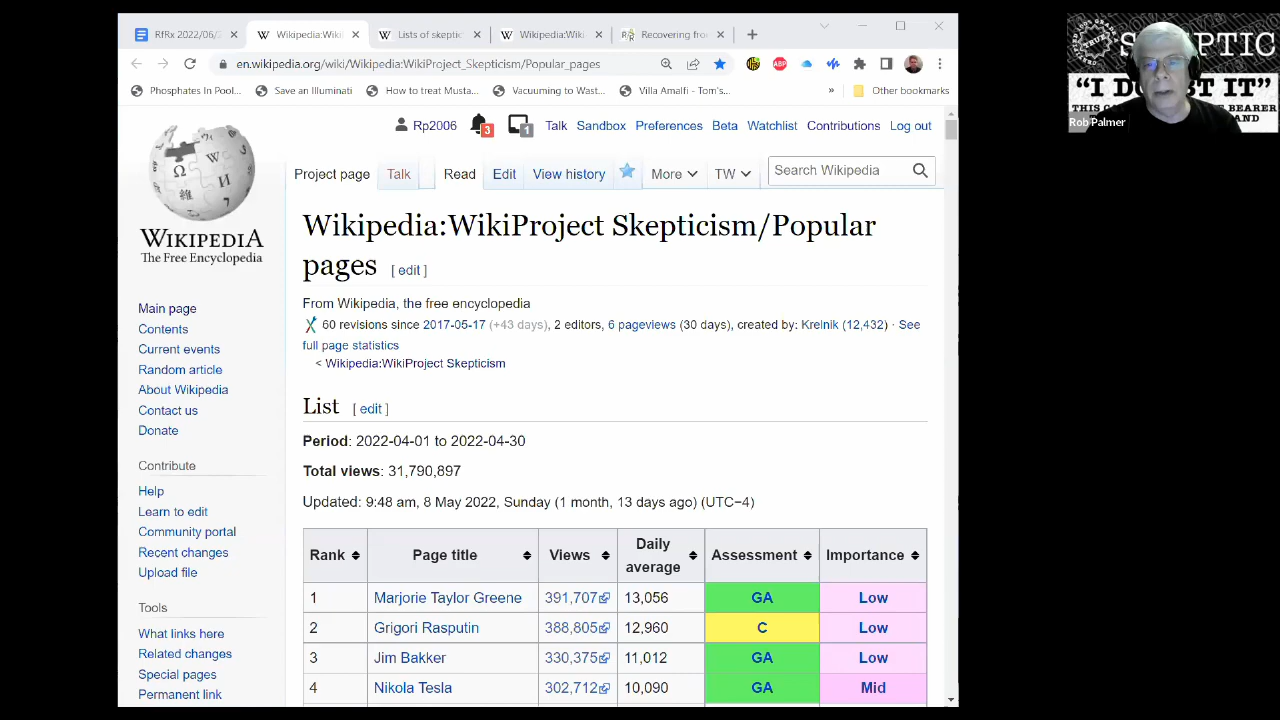 RfRx 2022/06/
Wikipedia:Wiki
Lists of skeptic
Wikipedia:Wiki
Recovering fro
en.wikipedia.org/wiki/Wikipedia:WikiProject_Skepticism/Popular_pages
Phosphates In Pool...
Save an Illuminati
How to treat Musta...
Vacuuming to Wast...
Villa Amalfi - Tom's...
»
Other bookmarks
Rp2006
3
1
Talk
Sandbox
Preferences
Beta
Watchlist
Contributions
Log out
Project page
Talk
Read
Edit
View history
More
TW
Search Wikipedia
WIKIPEDIA
The Free Encyclopedia
Main page
Contents
Current events
Random article
About Wikipedia
Contact us
Donate
Contribute
Help
Learn to edit
Community portal
Recent changes
Upload file
Tools
What links here
Related changes
Special pages
Permanent link
Wikipedia:WikiProject Skepticism/Popular
pages [ edit ]
From Wikipedia, the free encyclopedia
60 revisions since 2017-05-17 (+43 days), 2 editors, 6 pageviews (30 days), created by: Krelnik (12,432) · See
full page statistics
< Wikipedia:WikiProject Skepticism
List [ edit ]
Period: 2022-04-01 to 2022-04-30
Total views: 31,790,897
Updated: 9:48 am, 8 May 2022, Sunday (1 month, 13 days ago) (UTC−4)
Rank Page title Views Daily average Assessment Importance
1 Marjorie Taylor Greene 391,707 13,056 GA Low
2 Grigori Rasputin 388,805 12,960 C Low
3 Jim Bakker 330,375 11,012 GA Low
4 Nikola Tesla 302,712 10,090 GA Mid
TRUE
PTIC
"I DO
IT"
THIS CA
BEARER
AND
Rob Palmer